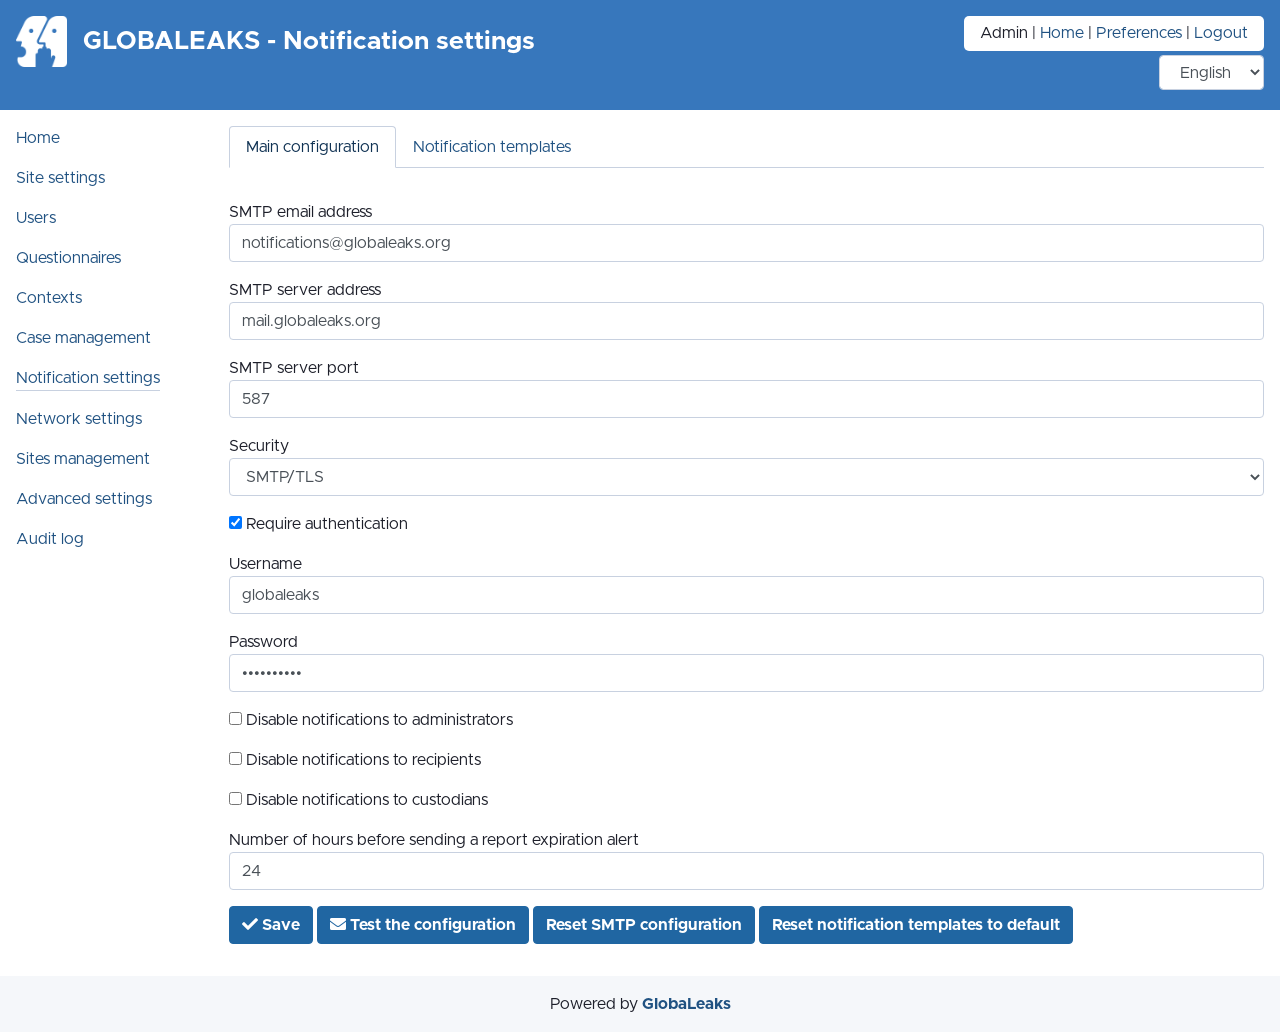 GLOBALEAKS - Notification settings
Admin | Home | Preferences | Logout
English
Home
Site settings
Users
Questionnaires
Contexts
Case management
Notification settings
Network settings
Sites management
Advanced settings
Audit log
Main configuration
Notification templates
SMTP email address
notifications@globaleaks.org
SMTP server address
mail.globaleaks.org
SMTP server port
587
Security
SMTP/TLS
Require authentication
Username
globaleaks
Password
••••••••••
Disable notifications to administrators
Disable notifications to recipients
Disable notifications to custodians
Number of hours before sending a report expiration alert
24
Save
Test the configuration
Reset SMTP configuration
Reset notification templates to default
Powered by GlobaLeaks